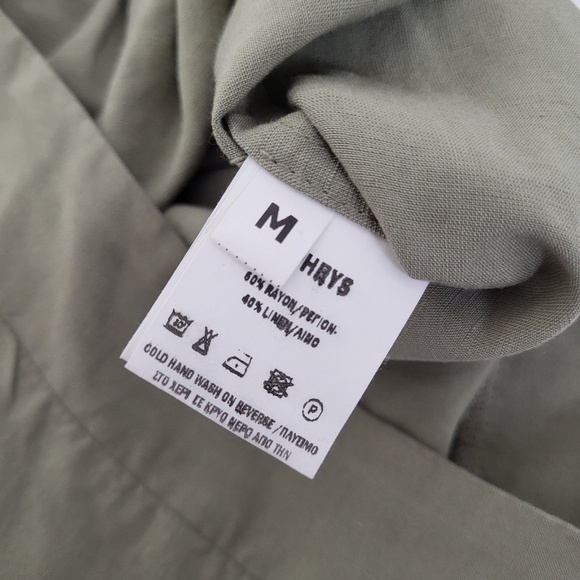 M
HRYS
60% RAYON/ΡΕΓΙΟΝ-
40% LINEN/ΛΙΝΟ
P
COLD HAND WASH ON REVERSE /ΠΛΥΣΙΜΟ
ΣΤΟ ΧΕΡΙ ΣΕ ΚΡΥΟ ΝΕΡΟ ΑΠΟ ΤΗΝ